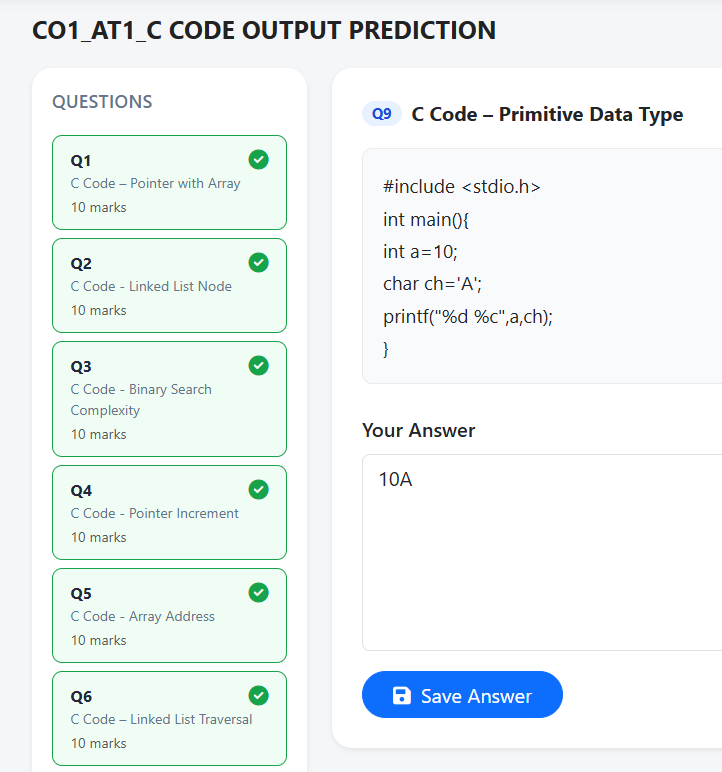 CO1_AT1_C CODE OUTPUT PREDICTION
QUESTIONS
Q1
C Code – Pointer with Array
10 marks
Q2
C Code - Linked List Node
10 marks
Q3
C Code - Binary Search
Complexity
10 marks
Q4
C Code - Pointer Increment
10 marks
Q5
C Code - Array Address
10 marks
Q6
C Code – Linked List Traversal
10 marks
Q9 C Code – Primitive Data Type
#include <stdio.h>
int main(){
int a=10;
char ch='A';
printf("%d %c",a,ch);
}
Your Answer
10A
Save Answer